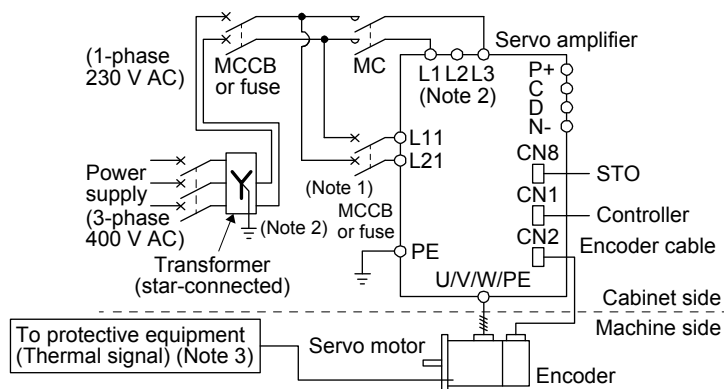 (1-phase
230 V AC)
MCCB
or fuse
MC
Servo amplifier
L1 L2 L3
(Note 2)
P+
C
D
N-
L11
L21
(Note 1)
MCCB
or fuse
Power
supply
(3-phase
400 V AC)
(Note 2)
Transformer
(star-connected)
PE
CN8
STO
CN1
Controller
CN2
Encoder cable
U/V/W/PE
Cabinet side
Machine side
To protective equipment
(Thermal signal) (Note 3)
Servo motor
Encoder